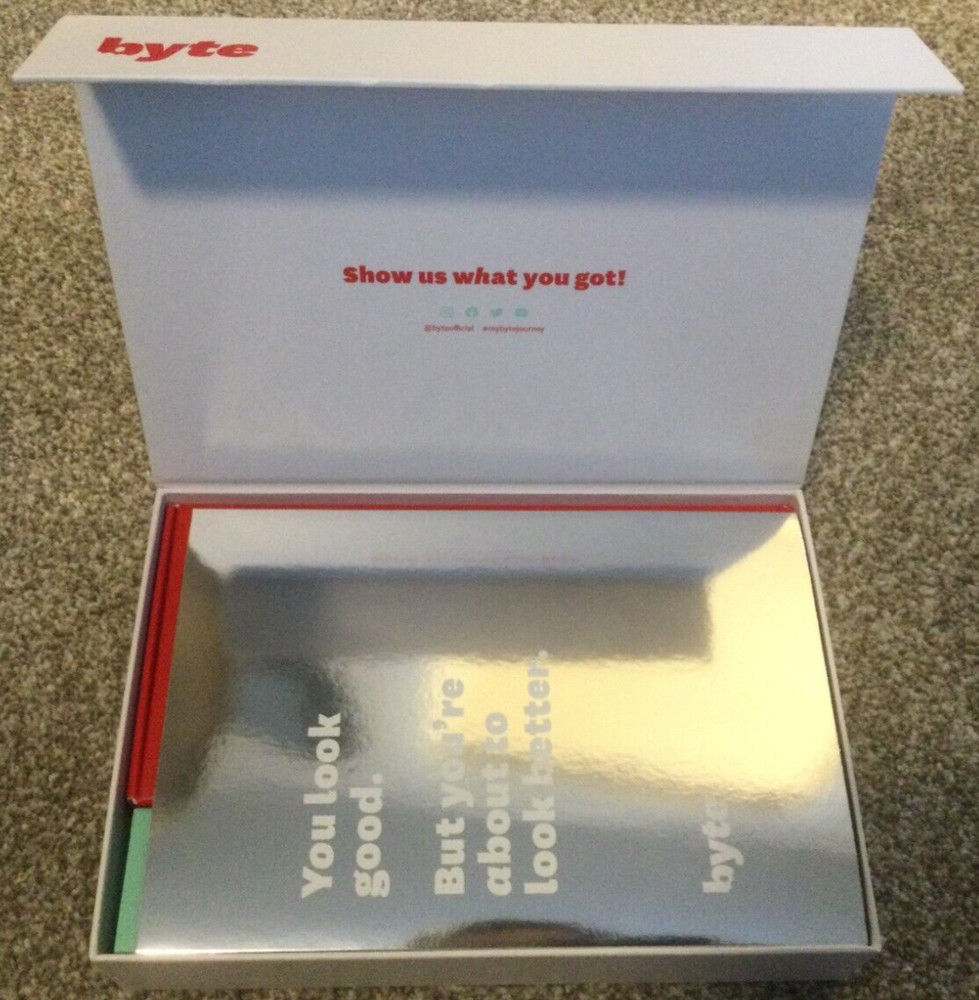 byte
Show us what you got!
@byteofficial #mybytejourney
You look
good.
But you're
about to
look better.
byte